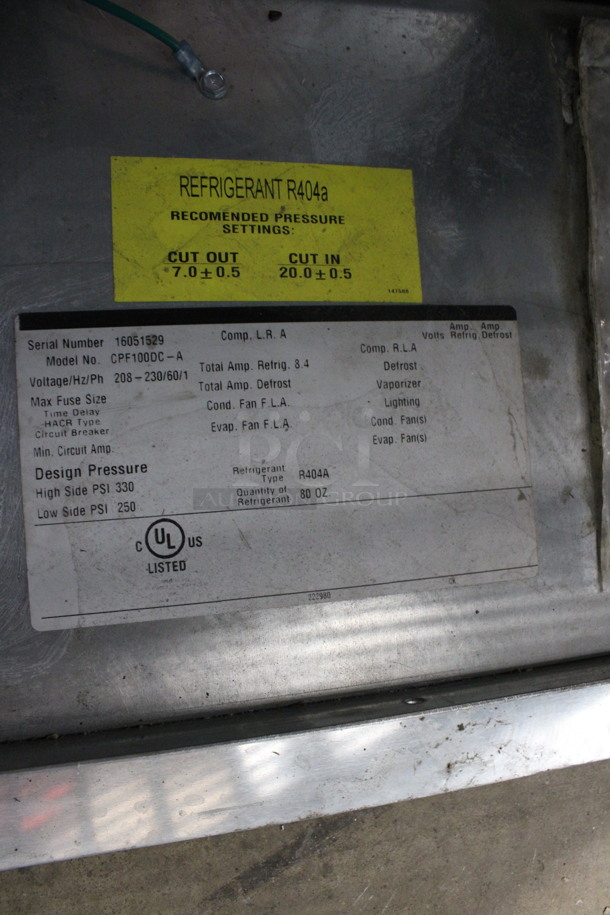 REFRIGERANT R404a
RECOMENDED PRESSURE
SETTINGS:
CUT OUT CUT IN
7.0 ± 0.5 20.0 ± 0.5
Serial Number 16051529
Model No. CPF100DC-A
Voltage/Hz/Ph 208-230/60/1
Max Fuse Size
Time Delay
HACR Type
Circuit Breaker
Min. Circuit Amp.
Design Pressure
High Side PSI 330
Low Side PSI 250
Comp. L.R. A
Total Amp. Refrig. 8.4
Total Amp. Defrost
Cond. Fan F.L.A.
Evap. Fan F.L.A.
Refrigerant
Type R404A
Quantity of
Refrigerant 80 OZ
Amp. Amp
Volts Refrig. Defrost
Comp. R.L.A
Defrost
Vaporizer
Lighting
Cond. Fan(s)
Evap. Fan(s)
C UL US
LISTED
PCI
AUCTION GROUP